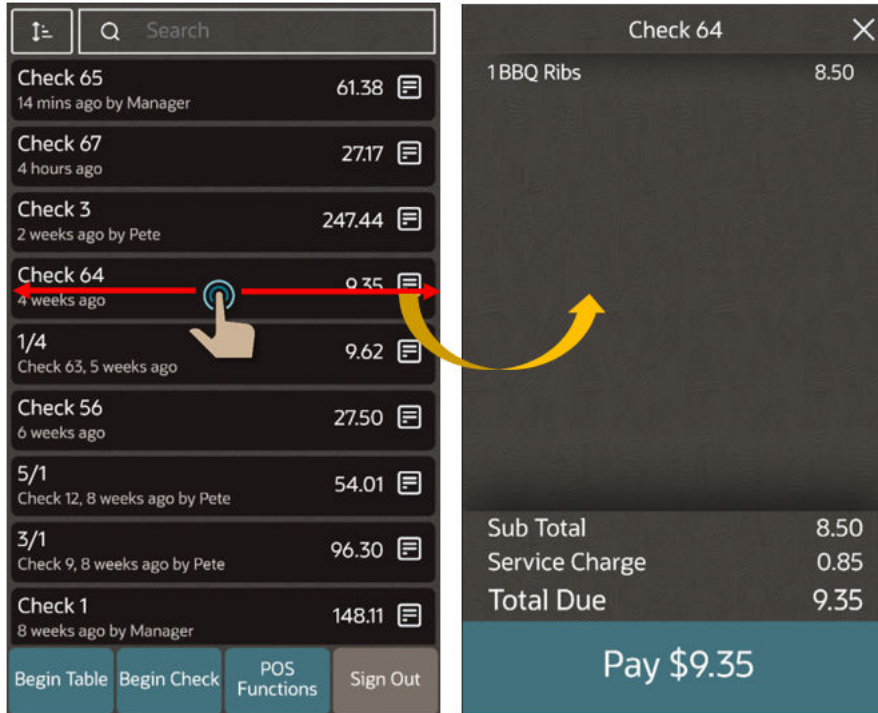 Search
Check 65
14 mins ago by Manager
61.38
Check 67
4 hours ago
27.17
Check 3
2 weeks ago by Pete
247.44
Check 64
4 weeks ago
9.35
1/4
Check 63, 5 weeks ago
9.62
Check 56
6 weeks ago
27.50
5/1
Check 12, 8 weeks ago by Pete
54.01
3/1
Check 9, 8 weeks ago by Pete
96.30
Check 1
8 weeks ago by Manager
148.11
Begin Table
Begin Check
POS
Functions
Sign Out
Check 64
1 BBQ Ribs 8.50
Sub Total 8.50
Service Charge 0.85
Total Due 9.35
Pay $9.35